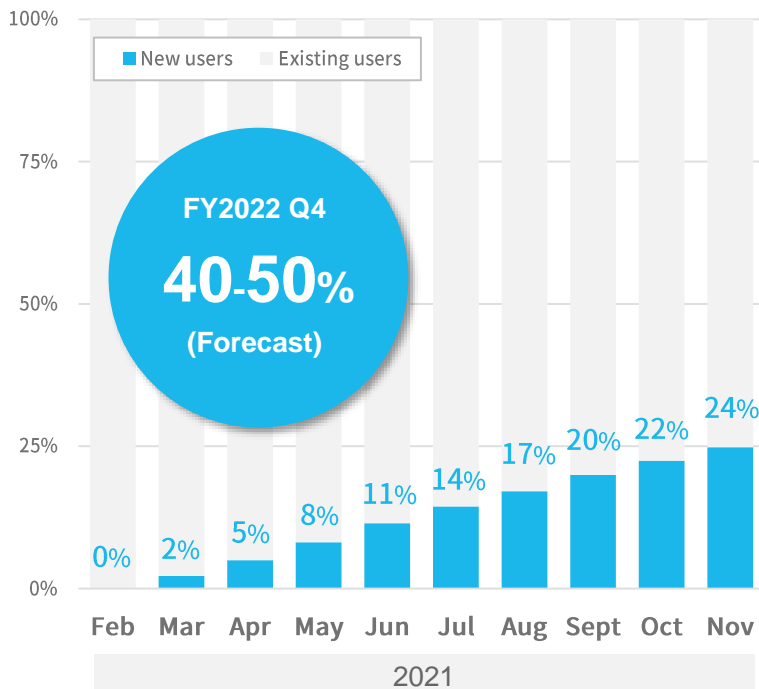 100%
New users Existing users
75%
FY2022 Q4
40-50%
(Forecast)
50%
25%
0%
0% 2% 5% 8% 11% 14% 17% 20% 22% 24%
Feb Mar Apr May Jun Jul Aug Sept Oct Nov
2021